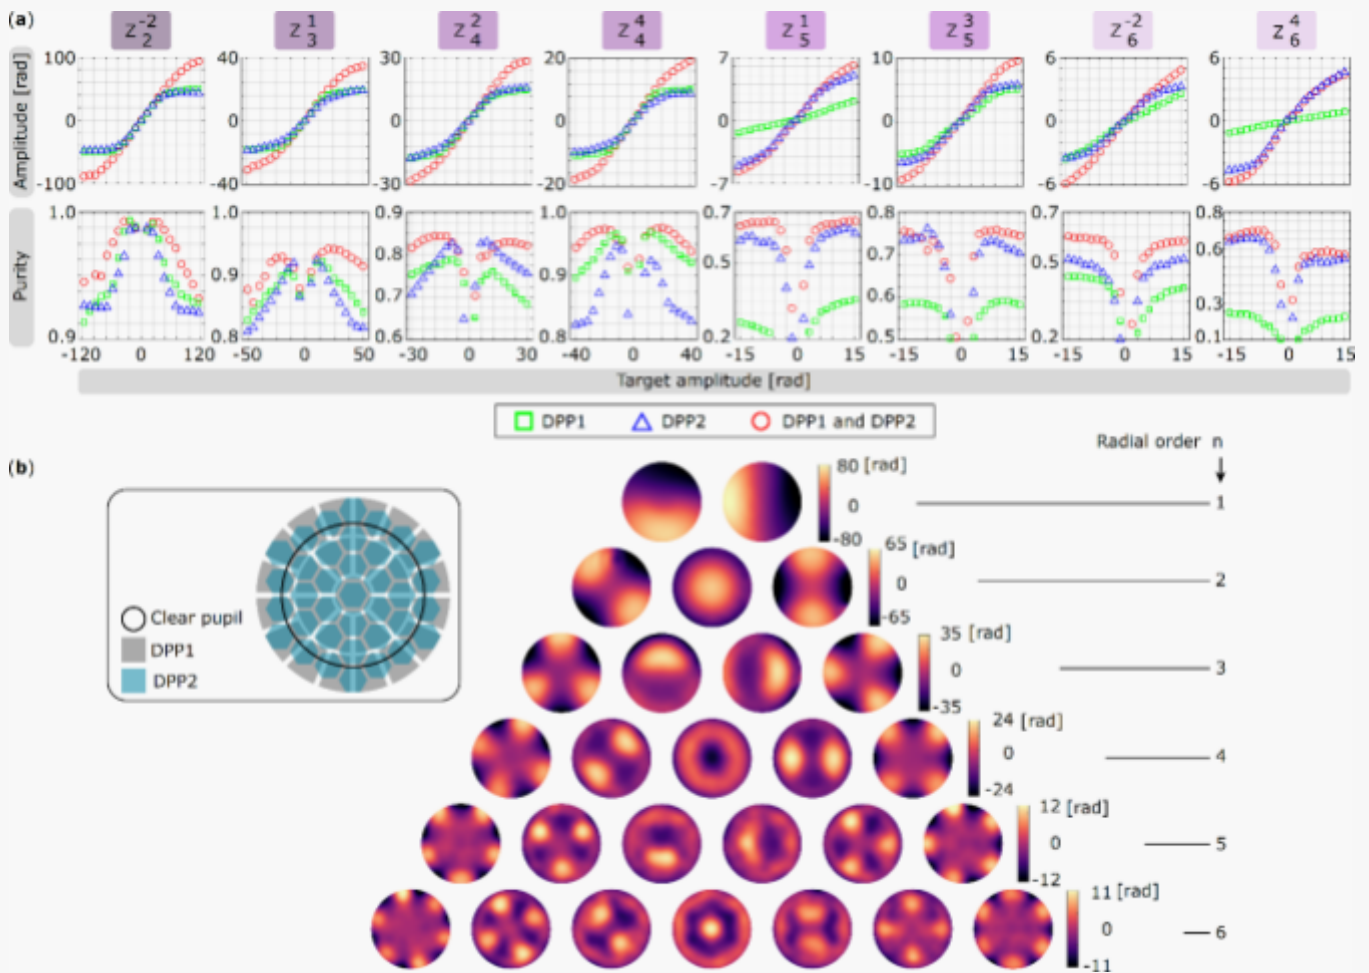 (a)
Z -2 2
Z 1 3
Z 2 4
Z 4 4
Z 1 5
Z 3 5
Z -2 6
Z 4 6
Amplitude [rad]
100 0 -100
40 0 -40
30 0 -30
20 0 -20
7 0 -7
10 0 -10
6 0 -6
6 0 -6
Purity
1.0 0.9
1.0 0.9 0.8
0.9 0.8 0.7 0.6
1.0 0.9 0.8
0.7 0.5 0.2
0.8 0.7 0.6 0.5
0.7 0.5 0.2
0.8 0.6 0.3 0.1
-120 0 120
-50 0 50
-30 0 30
-40 0 40
-15 0 15
-15 0 15
-15 0 15
-15 0 15
Target amplitude [rad]
DPP1 DPP2 DPP1 and DPP2
(b)
Radial order n
Clear pupil
DPP1
DPP2
80 [rad]
0
-80
1
65 [rad]
0
-65
2
35 [rad]
0
-35
3
24 [rad]
0
-24
4
12 [rad]
0
-12
5
11 [rad]
0
-11
6